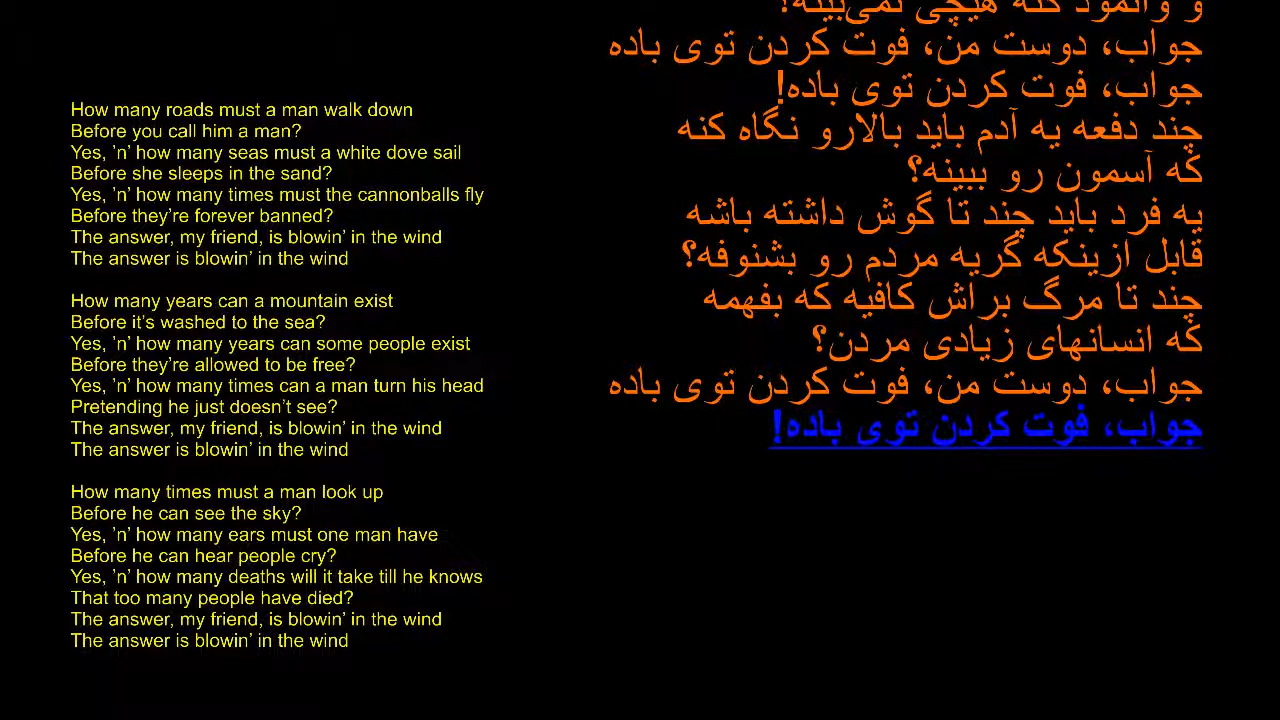 How many roads must a man walk down
Before you call him a man?
Yes, ’n’ how many seas must a white dove sail
Before she sleeps in the sand?
Yes, ’n’ how many times must the cannonballs fly
Before they’re forever banned?
The answer, my friend, is blowin’ in the wind
The answer is blowin’ in the wind

How many years can a mountain exist
Before it’s washed to the sea?
Yes, ’n’ how many years can some people exist
Before they’re allowed to be free?
Yes, ’n’ how many times can a man turn his head
Pretending he just doesn’t see?
The answer, my friend, is blowin’ in the wind
The answer is blowin’ in the wind

How many times must a man look up
Before he can see the sky?
Yes, ’n’ how many ears must one man have
Before he can hear people cry?
Yes, ’n’ how many deaths will it take till he knows
That too many people have died?
The answer, my friend, is blowin’ in the wind
The answer is blowin’ in the wind

و وانمود کنه هیچی نمی‌بینه؟
جواب، دوست من، فوت کردن توی باده
جواب، فوت کردن توی باده!
چند دفعه یه آدم باید بالارو نگاه کنه
که آسمون رو ببینه؟
یه فرد باید چند تا گوش داشته باشه
قابل ازینکه گریه مردم رو بشنوفه؟
چند تا مرگ براش کافیه که بفهمه
که انسانهای زیادی مردن؟
جواب، دوست من، فوت کردن توی باده
جواب، فوت کردن توی باده!